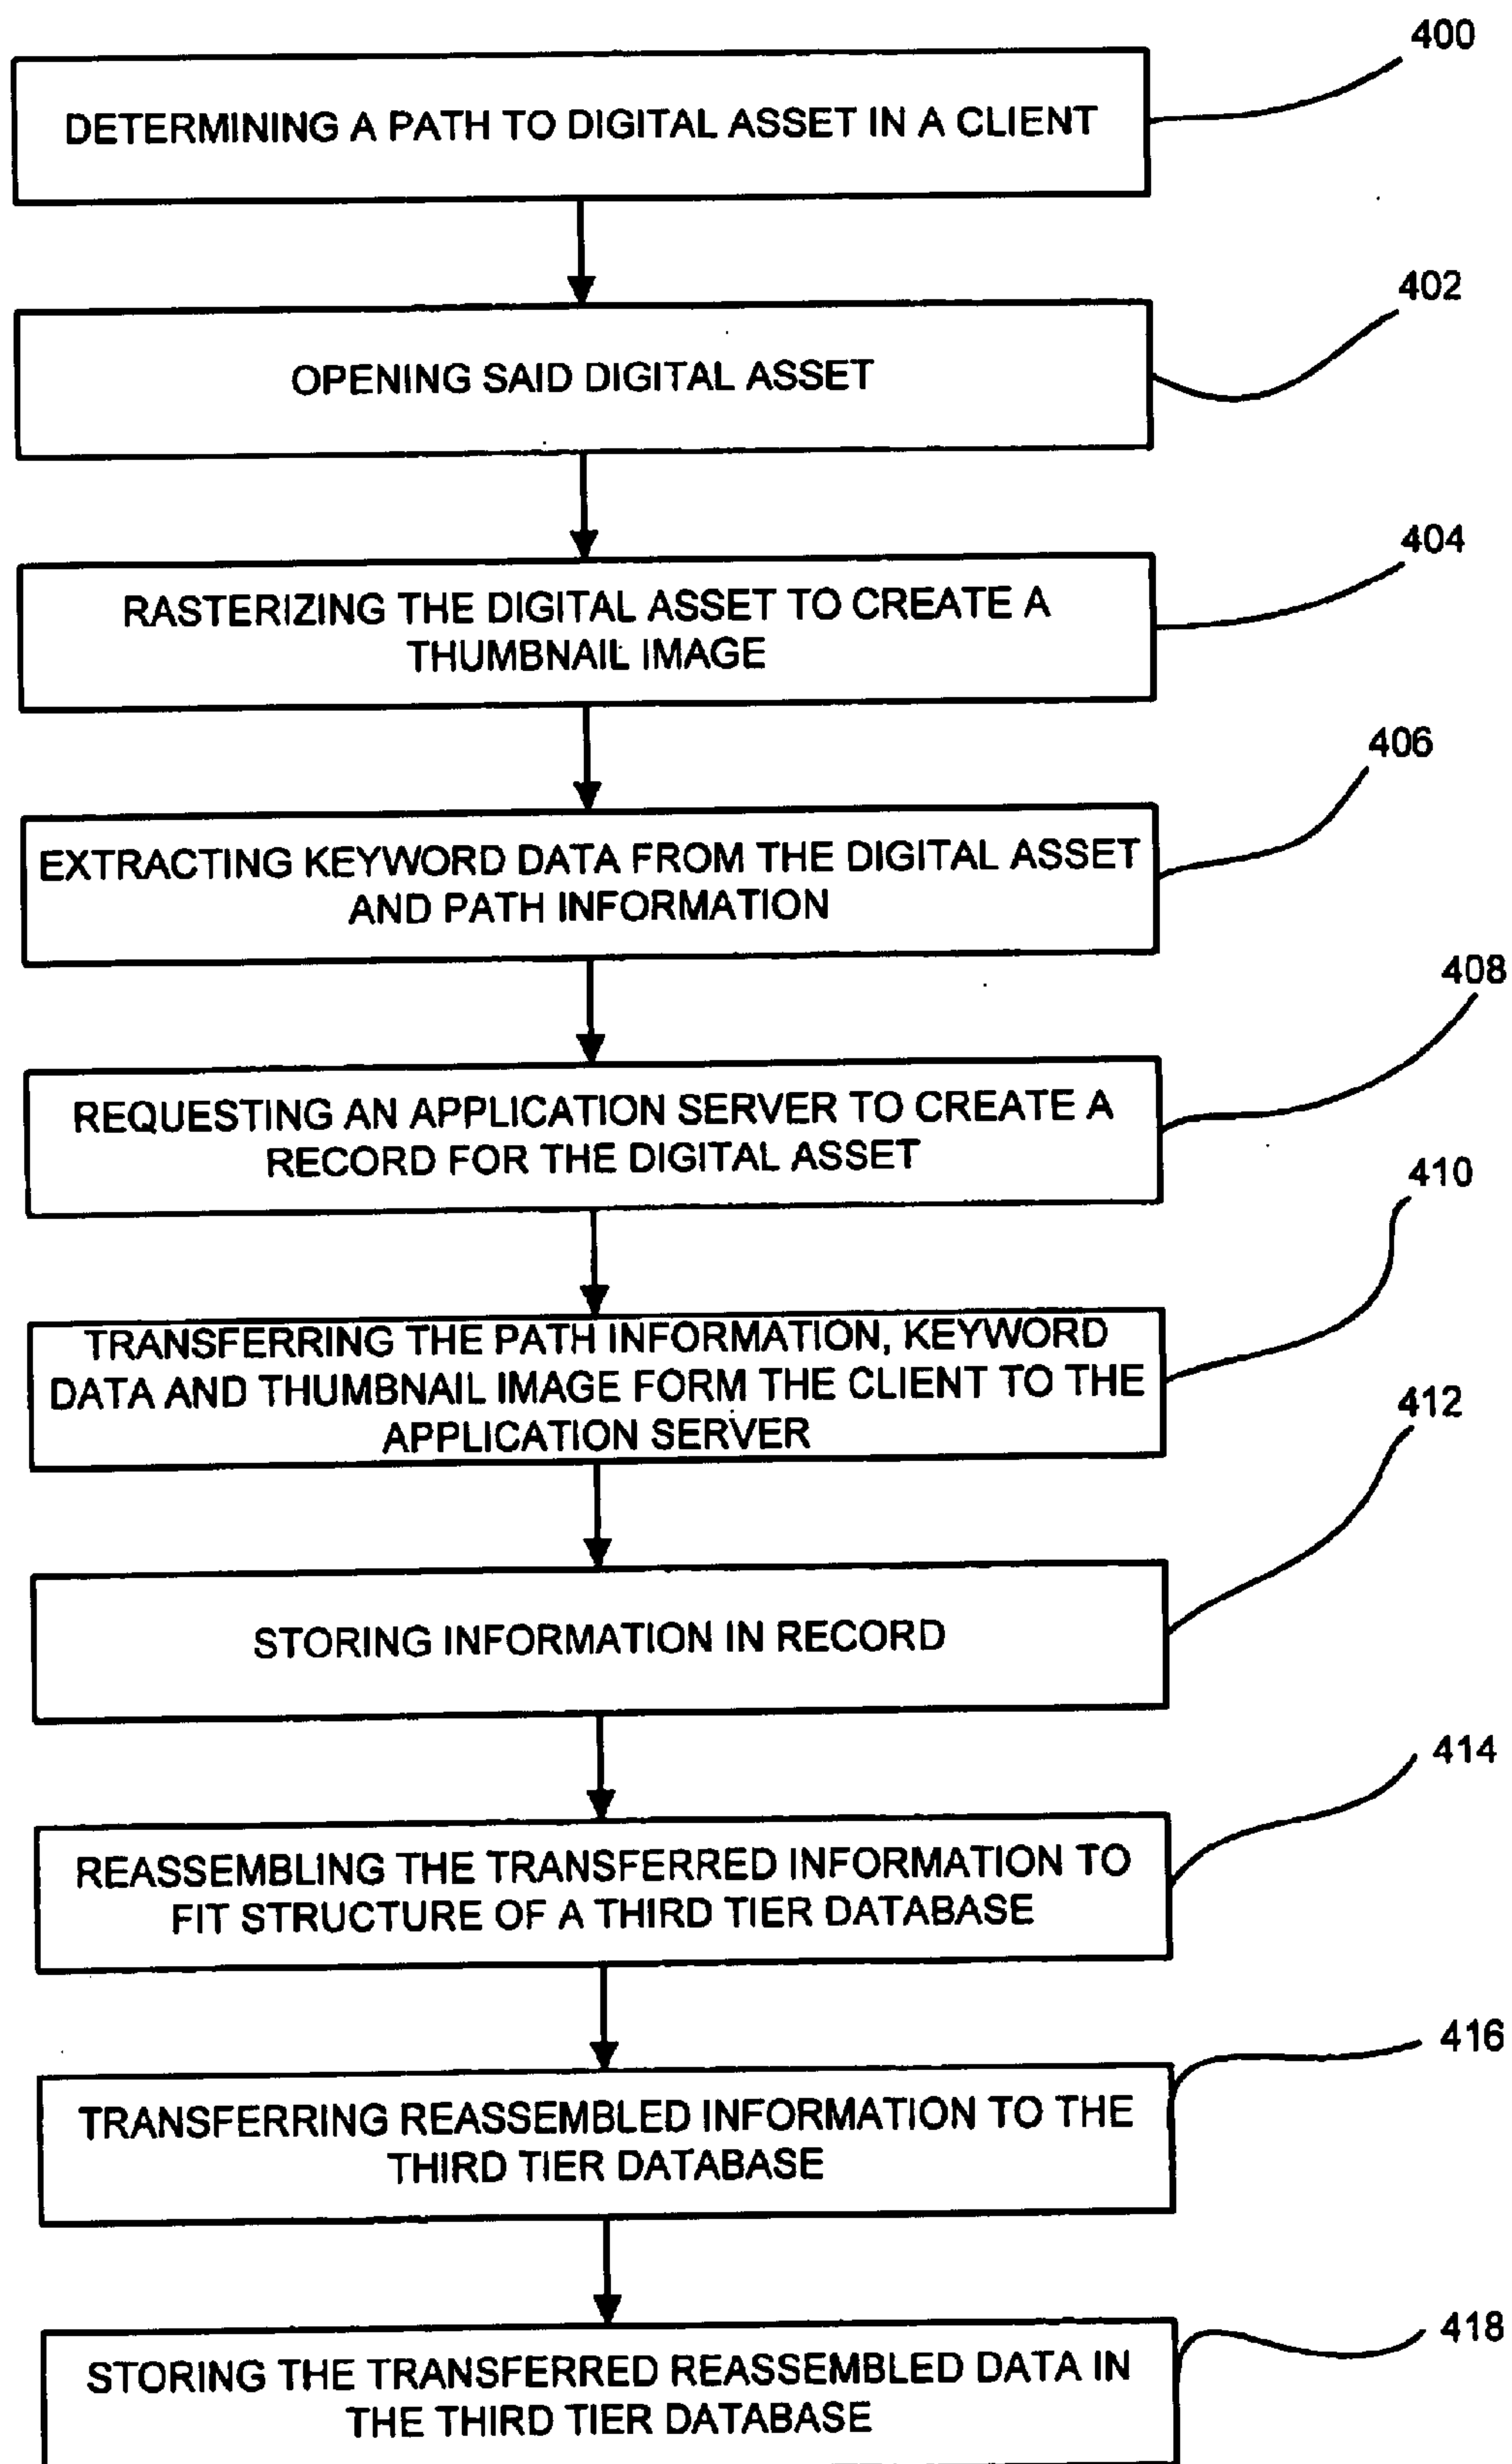 400
DETERMINING A PATH TO DIGITAL ASSET IN A CLIENT
402
OPENING SAID DIGITAL ASSET
404
RASTERIZING THE DIGITAL ASSET TO CREATE A
THUMBNAIL IMAGE
406
EXTRACTING KEYWORD DATA FROM THE DIGITAL ASSET
AND PATH INFORMATION
408
REQUESTING AN APPLICATION SERVER TO CREATE A
RECORD FOR THE DIGITAL ASSET
410
TRANSFERRING THE PATH INFORMATION, KEYWORD
DATA AND THUMBNAIL IMAGE FORM THE CLIENT TO THE
APPLICATION SERVER
412
STORING INFORMATION IN RECORD
414
REASSEMBLING THE TRANSFERRED INFORMATION TO
FIT STRUCTURE OF A THIRD TIER DATABASE
416
TRANSFERRING REASSEMBLED INFORMATION TO THE
THIRD TIER DATABASE
418
STORING THE TRANSFERRED REASSEMBLED DATA IN
THE THIRD TIER DATABASE